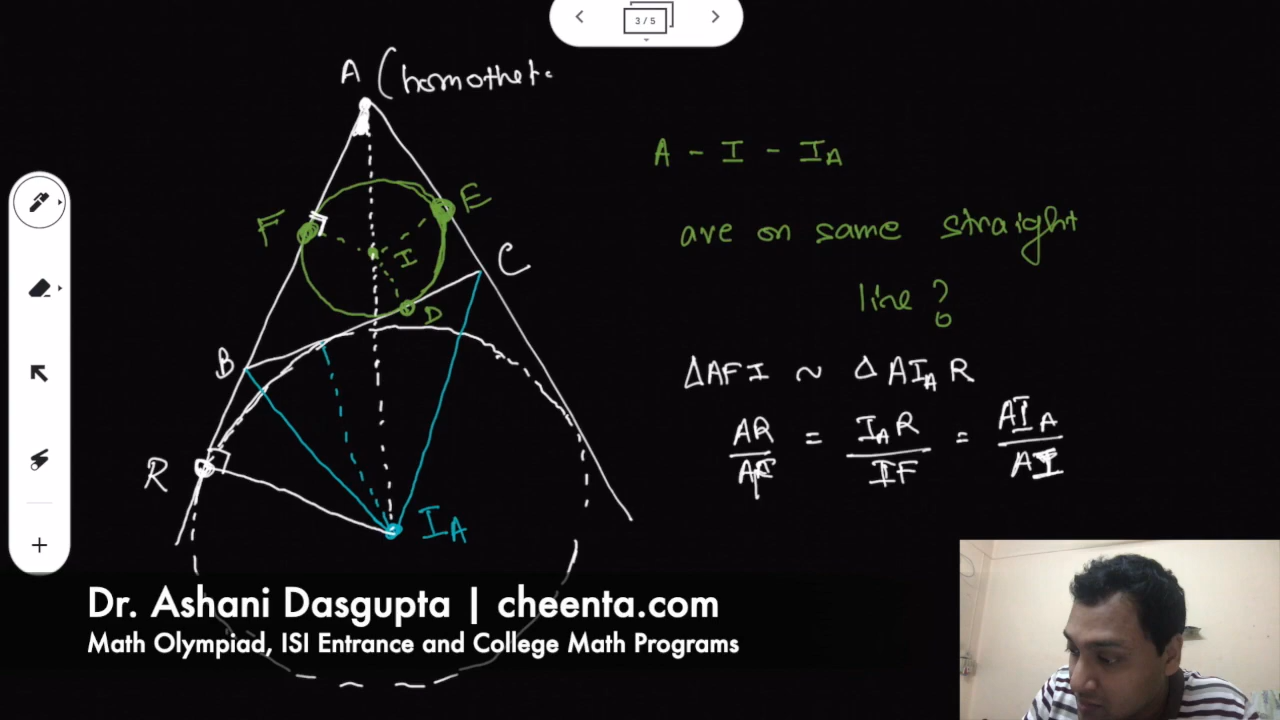 3 / 5
A (homothet
A - I - I_A
are on same straight
line ?
F
E
I
C
D
B
R
I_A
ΔAFI ~ ΔAI_A R
AR/AF = I_A R/IF = AI_A/AI
Dr. Ashani Dasgupta | cheenta.com
Math Olympiad, ISI Entrance and College Math Programs